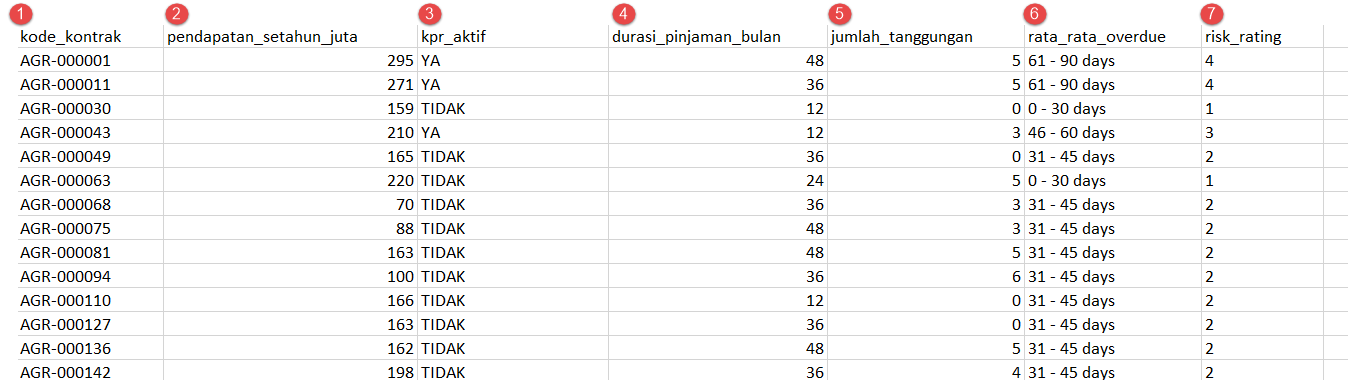 1 2 3 4 5 6 7
kode_kontrak pendapatan_setahun_juta kpr_aktif durasi_pinjaman_bulan jumlah_tanggungan rata_rata_overdue risk_rating
AGR-000001 295 YA 48 5 61 - 90 days 4
AGR-000011 271 YA 36 5 61 - 90 days 4
AGR-000030 159 TIDAK 12 0 0 - 30 days 1
AGR-000043 210 YA 12 3 46 - 60 days 3
AGR-000049 165 TIDAK 36 0 31 - 45 days 2
AGR-000063 220 TIDAK 24 5 0 - 30 days 1
AGR-000068 70 TIDAK 36 3 31 - 45 days 2
AGR-000075 88 TIDAK 48 3 31 - 45 days 2
AGR-000081 163 TIDAK 48 5 31 - 45 days 2
AGR-000094 100 TIDAK 36 6 31 - 45 days 2
AGR-000110 166 TIDAK 12 0 31 - 45 days 2
AGR-000127 163 TIDAK 36 0 31 - 45 days 2
AGR-000136 162 TIDAK 48 5 31 - 45 days 2
AGR-000142 198 TIDAK 36 4 31 - 45 days 2